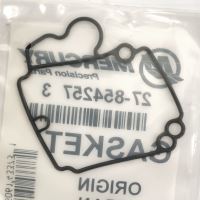 MERCURY
Precision Parts
27-854257 3
GASKET
ORIGIN